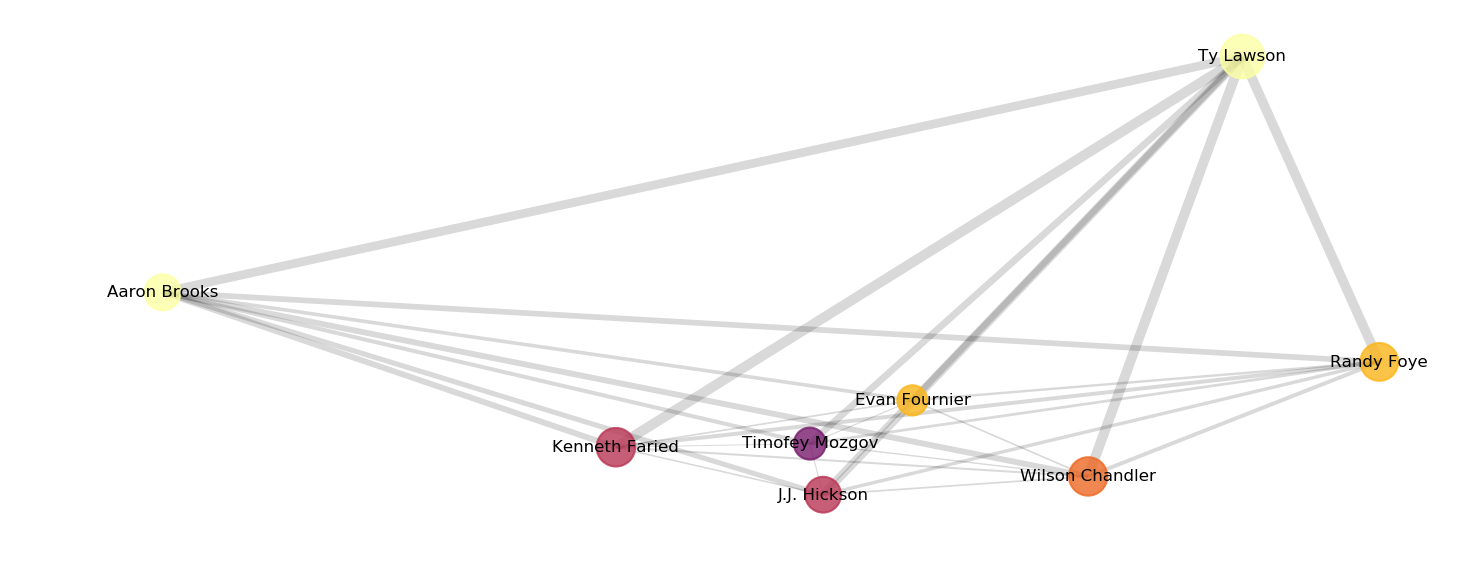 Ty Lawson
Aaron Brooks
Randy Foye
Evan Fournier
Timofey Mozgov
Kenneth Faried
Wilson Chandler
J.J. Hickson